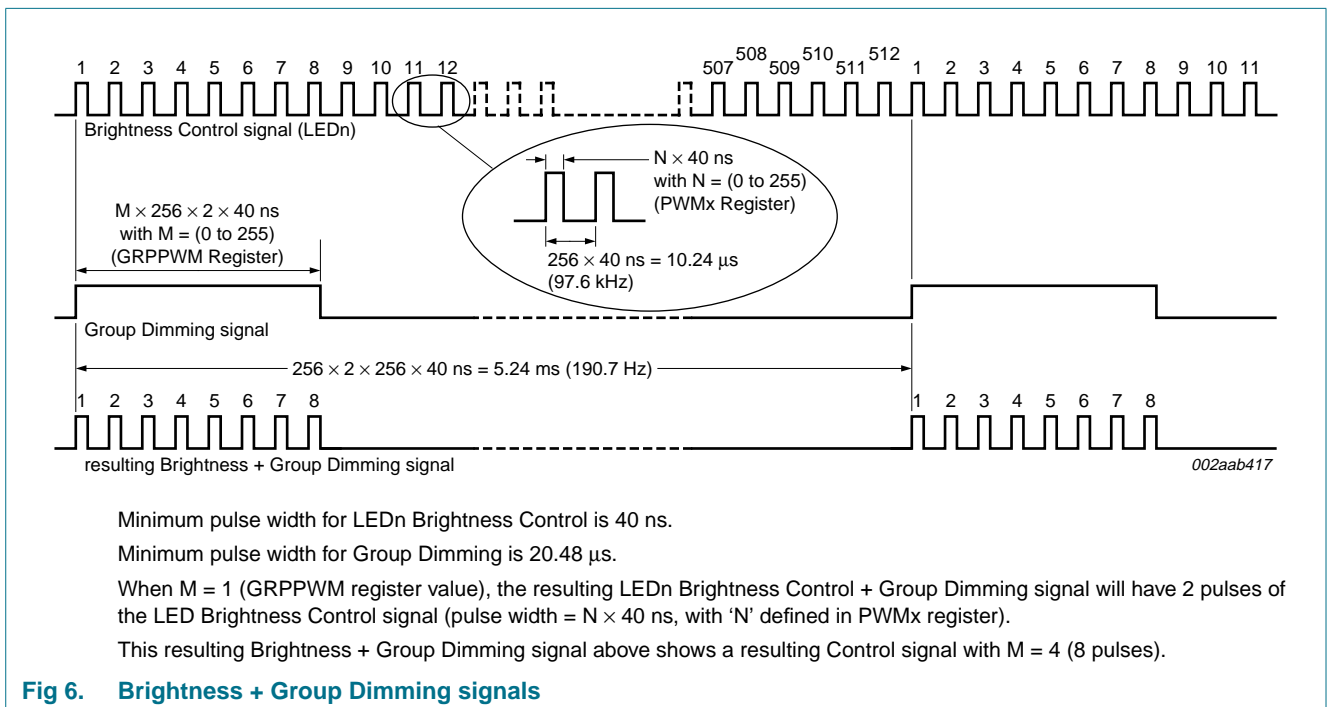 1 2 3 4 5 6 7 8 9 10 11 12 507 508 509 510 511 512 1 2 3 4 5 6 7 8 9 10 11
Brightness Control signal (LEDn)
N × 40 ns
with N = (0 to 255)
(PWMx Register)
256 × 40 ns = 10.24 μs
(97.6 kHz)
M × 256 × 2 × 40 ns
with M = (0 to 255)
(GRPPWM Register)
Group Dimming signal
256 × 2 × 256 × 40 ns = 5.24 ms (190.7 Hz)
1 2 3 4 5 6 7 8 1 2 3 4 5 6 7 8
resulting Brightness + Group Dimming signal
002aab417
Minimum pulse width for LEDn Brightness Control is 40 ns.
Minimum pulse width for Group Dimming is 20.48 μs.
When M = 1 (GRPPWM register value), the resulting LEDn Brightness Control + Group Dimming signal will have 2 pulses of
the LED Brightness Control signal (pulse width = N × 40 ns, with ‘N’ defined in PWMx register).
This resulting Brightness + Group Dimming signal above shows a resulting Control signal with M = 4 (8 pulses).
Fig 6. Brightness + Group Dimming signals